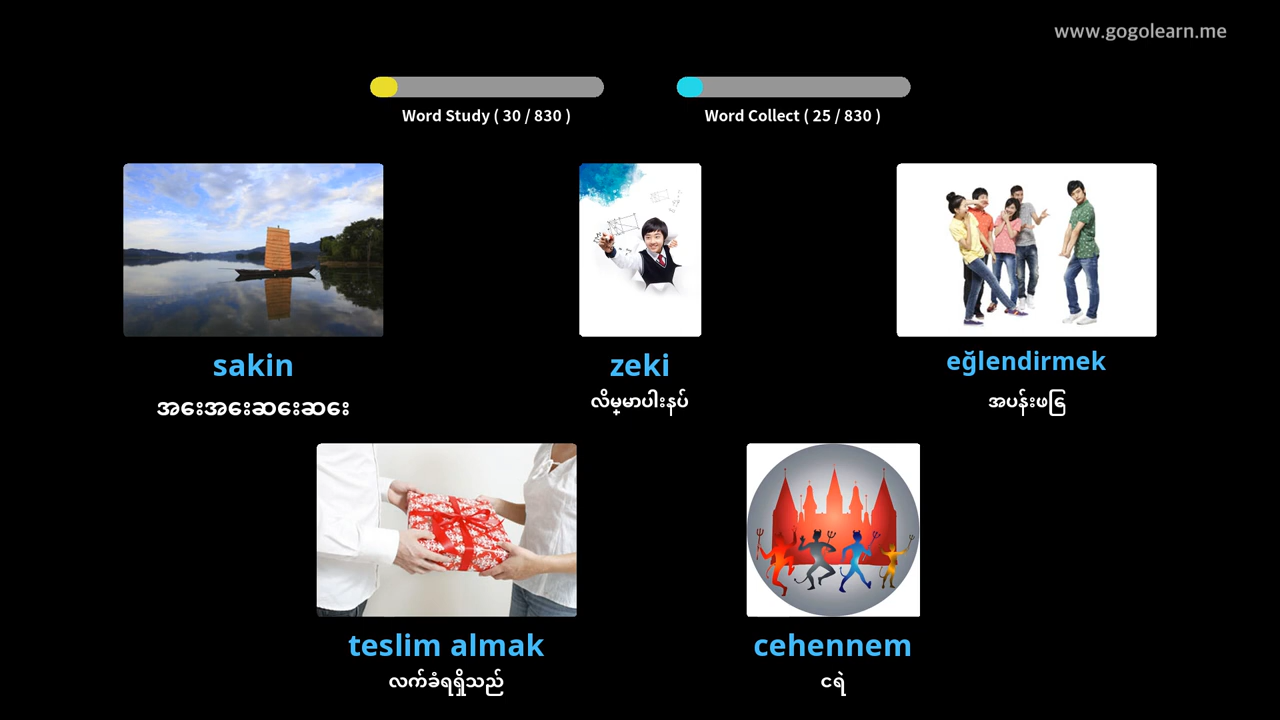 www.gogolearn.me
Word Study ( 30 / 830 )
Word Collect ( 25 / 830 )
sakin
အေးအေးဆေးဆေး
zeki
လိမ္မာပါးနပ်
eğlendirmek
အပန်းဖြေ
teslim almak
လက်ခံရရှိသည်
cehennem
ငရဲ